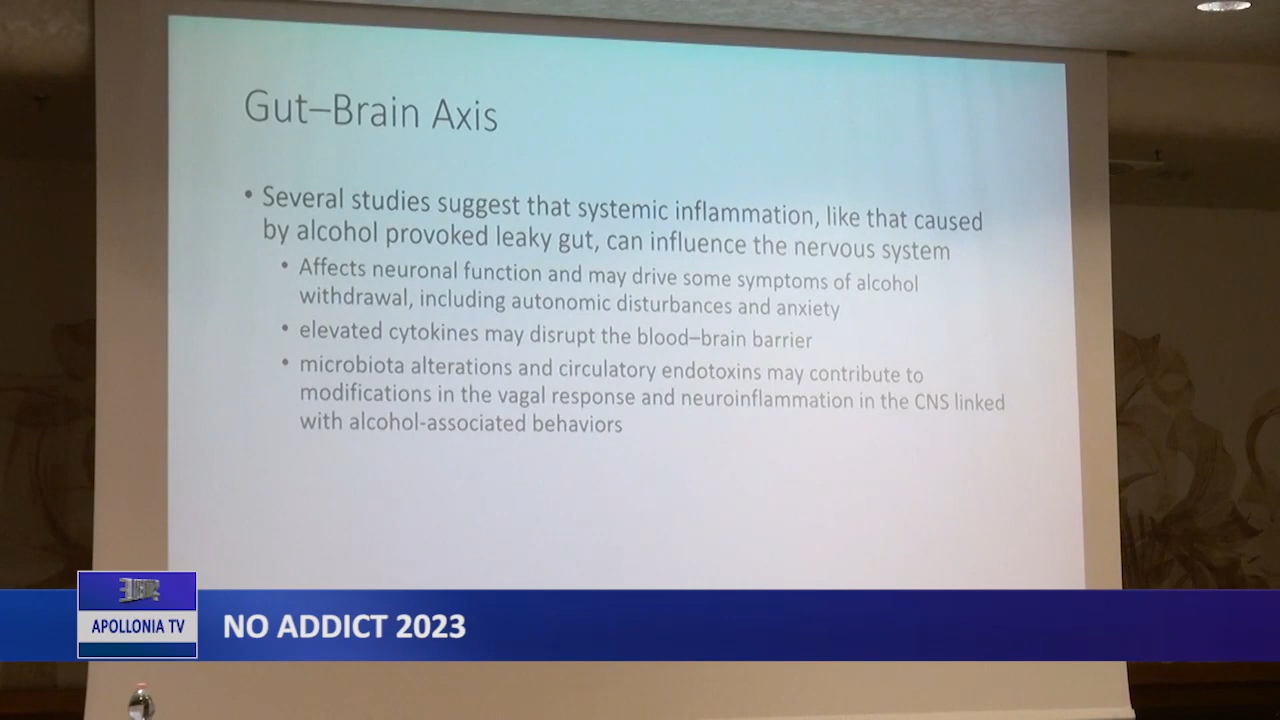 Gut–Brain Axis
• Several studies suggest that systemic inflammation, like that caused
by alcohol provoked leaky gut, can influence the nervous system
• Affects neuronal function and may drive some symptoms of alcohol
withdrawal, including autonomic disturbances and anxiety
• elevated cytokines may disrupt the blood–brain barrier
• microbiota alterations and circulatory endotoxins may contribute to
modifications in the vagal response and neuroinflammation in the CNS linked
with alcohol-associated behaviors
APOLLONIA TV
NO ADDICT 2023